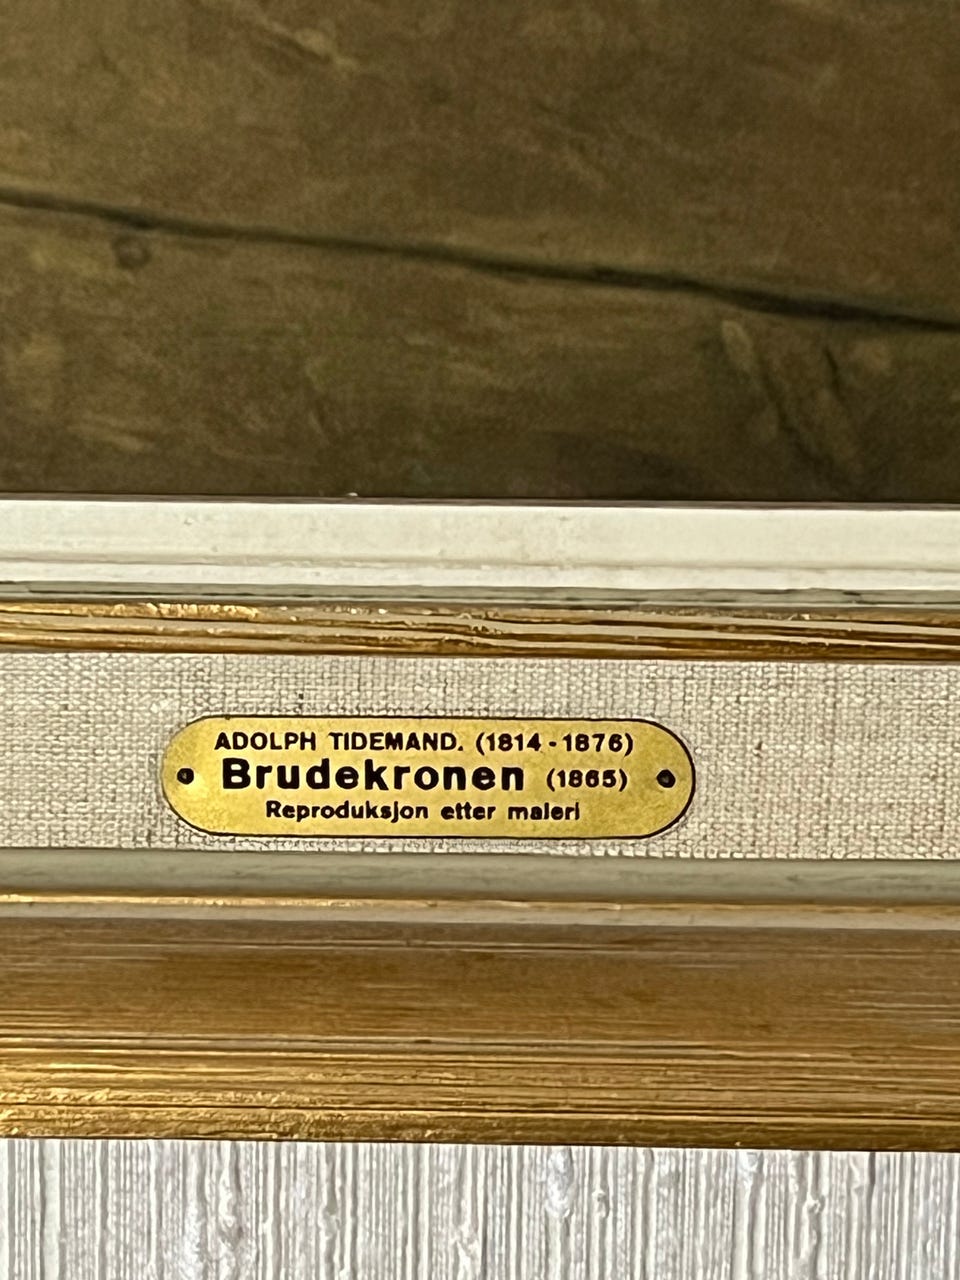 ADOLPH TIDEMAND. (1814-1876)
Brudekronen (1865)
Reproduksjon etter maleri